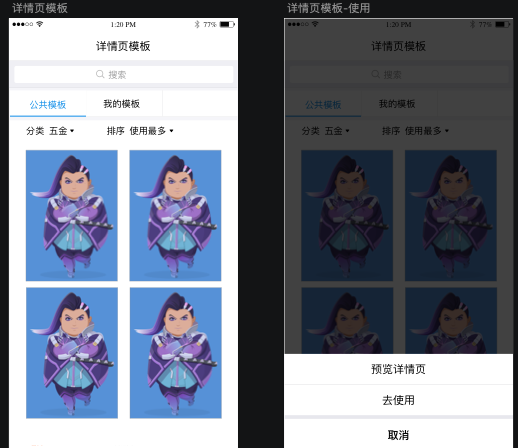 详情页模板
1:20 PM
77%
详情页模板
搜索
公共模板 我的模板
分类 五金 排序 使用最多
详情页模板-使用
1:20 PM
77%
详情页模板
搜索
公共模板 我的模板
分类 五金 排序 使用最多
预览详情页
去使用
取消